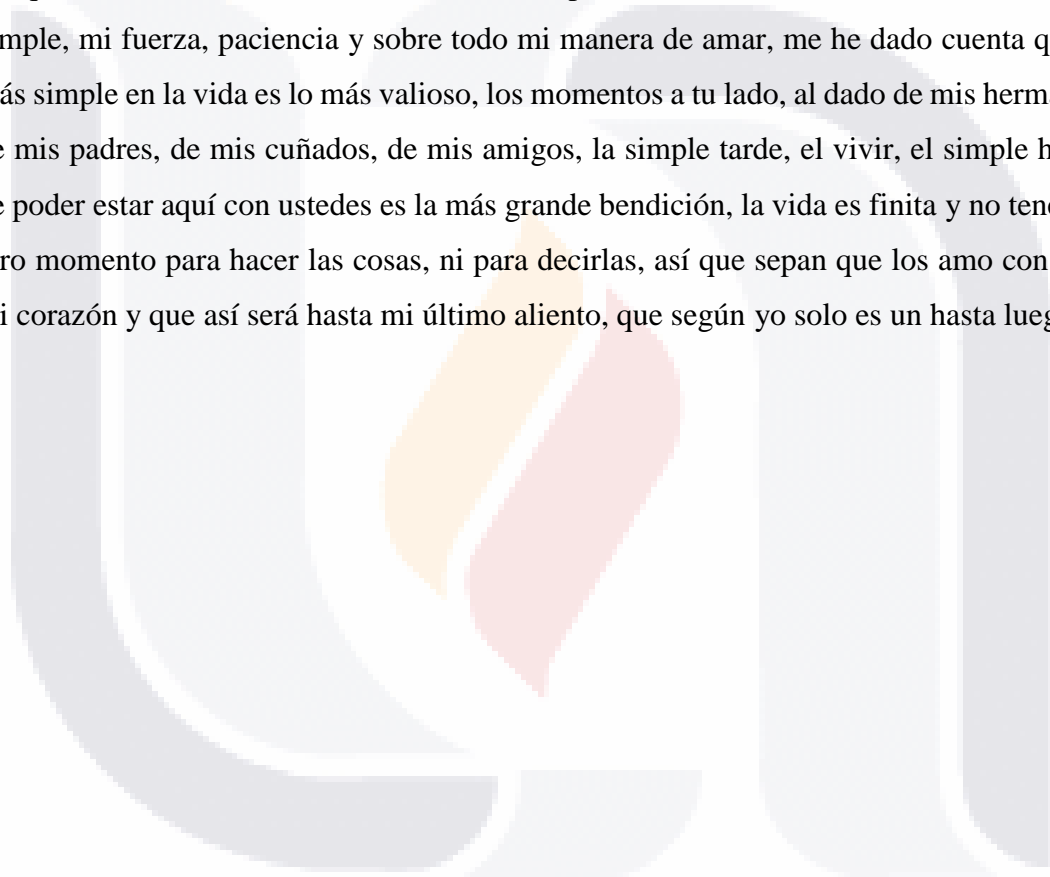 mple, mi fuerza, paciencia y sobre todo mi manera de amar, me he dado cuenta q
ás simple en la vida es lo más valioso, los momentos a tu lado, al dado de mis herm
e mis padres, de mis cuñados, de mis amigos, la simple tarde, el vivir, el simple h
e poder estar aquí con ustedes es la más grande bendición, la vida es finita y no ten
ro momento para hacer las cosas, ni para decirlas, así que sepan que los amo con
i corazón y que así será hasta mi último aliento, que según yo solo es un hasta lueg